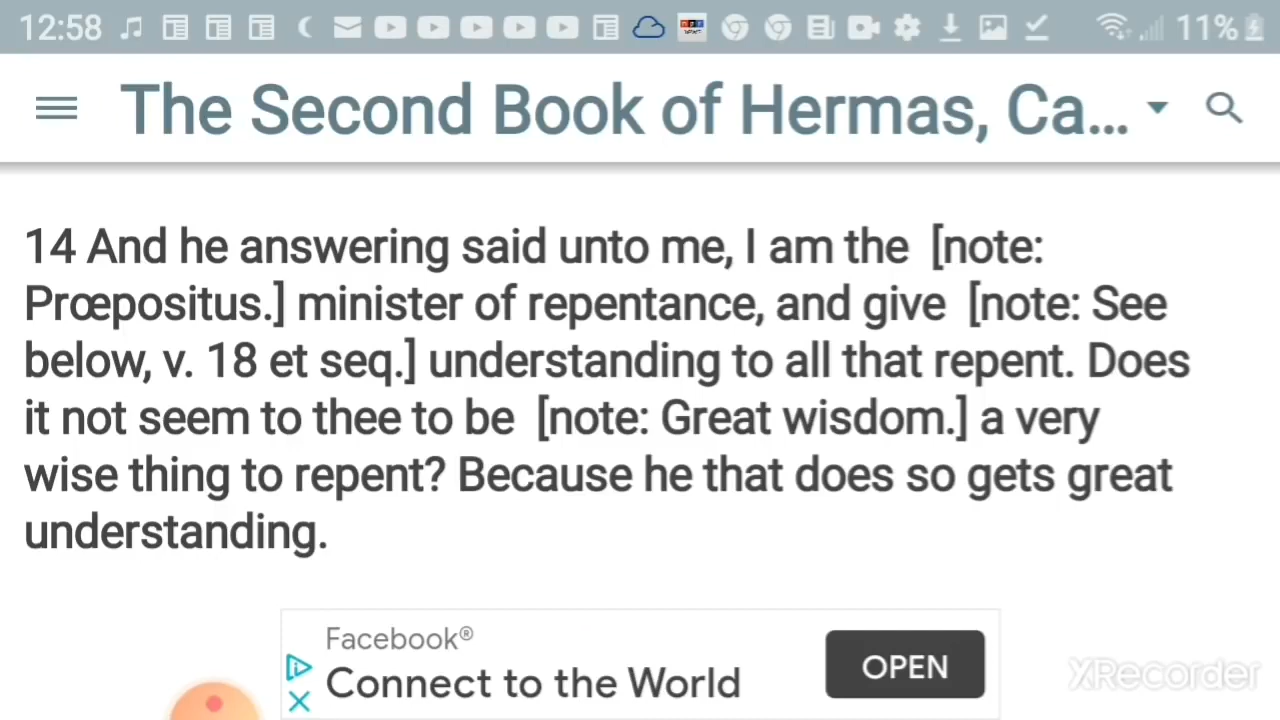 12:58 11%
The Second Book of Hermas, Ca...
14 And he answering said unto me, I am the [note:
Prœpositus.] minister of repentance, and give [note: See
below, v. 18 et seq.] understanding to all that repent. Does
it not seem to thee to be [note: Great wisdom.] a very
wise thing to repent? Because he that does so gets great
understanding.
Facebook®
Connect to the World
OPEN
XRecorder